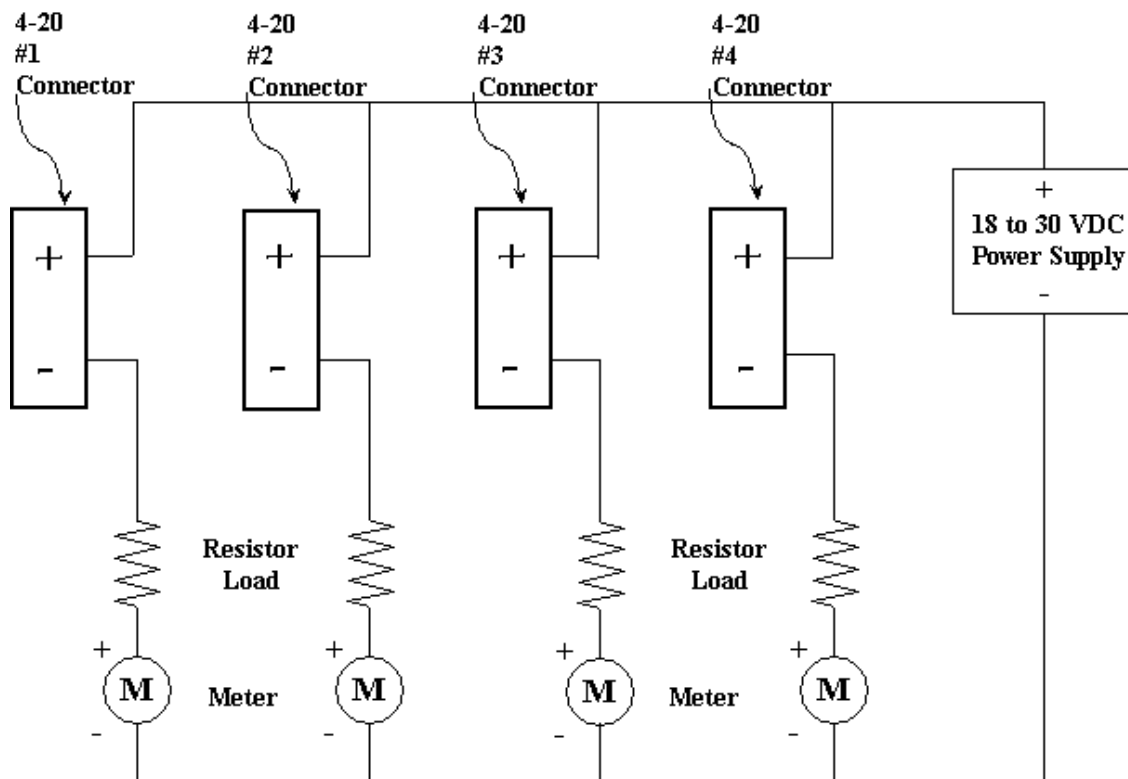 4-20
#1
Connector
4-20
#2
Connector
4-20
#3
Connector
4-20
#4
Connector
+
18 to 30 VDC
Power Supply
-
+
-
+
-
+
-
+
-
Resistor
Load
Resistor
Load
+
M
-
Meter
+
M
-
+
M
-
Meter
+
M
-